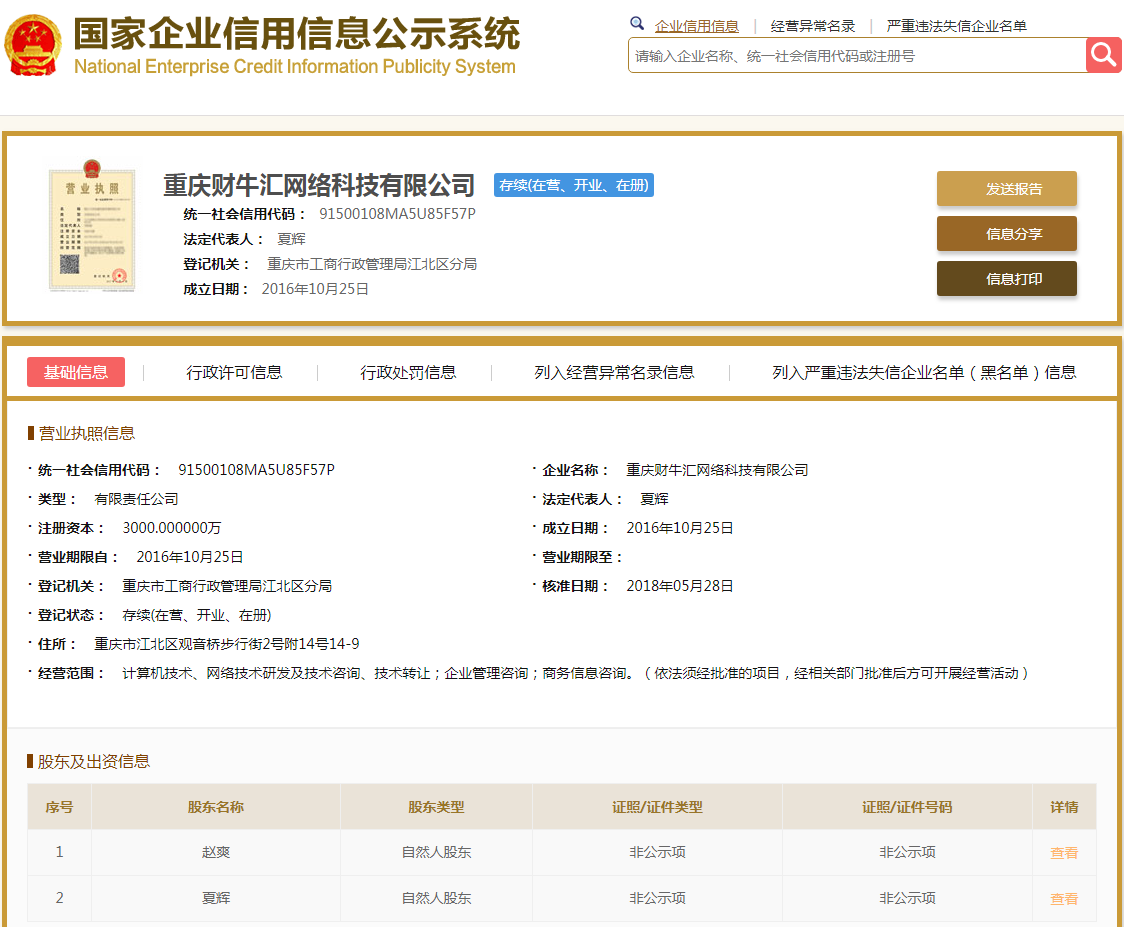 国家企业信用信息公示系统
National Enterprise Credit Information Publicity System
企业信用信息 | 经营异常名录 | 严重违法失信企业名单
请输入企业名称、统一社会信用代码或注册号
营业执照
重庆财牛汇网络科技有限公司 存续(在营、开业、在册)
统一社会信用代码: 91500108MA5U85F57P
法定代表人: 夏辉
登记机关: 重庆市工商行政管理局江北区分局
成立日期: 2016年10月25日
发送报告
信息分享
信息打印
基础信息 | 行政许可信息 | 行政处罚信息 | 列入经营异常名录信息 | 列入严重违法失信企业名单(黑名单)信息
营业执照信息
· 统一社会信用代码: 91500108MA5U85F57P · 企业名称: 重庆财牛汇网络科技有限公司
· 类型: 有限责任公司 · 法定代表人: 夏辉
· 注册资本: 3000.000000万 · 成立日期: 2016年10月25日
· 营业期限自: 2016年10月25日 · 营业期限至:
· 登记机关: 重庆市工商行政管理局江北区分局 · 核准日期: 2018年05月28日
· 登记状态: 存续(在营、开业、在册)
· 住所: 重庆市江北区观音桥步行街2号附14号14-9
· 经营范围: 计算机技术、网络技术研发及技术咨询、技术转让;企业管理咨询;商务信息咨询。(依法须经批准的项目,经相关部门批准后方可开展经营活动)
股东及出资信息
序号 股东名称 股东类型 证照/证件类型 证照/证件号码 详情
1 赵爽 自然人股东 非公示项 非公示项 查看
2 夏辉 自然人股东 非公示项 非公示项 查看